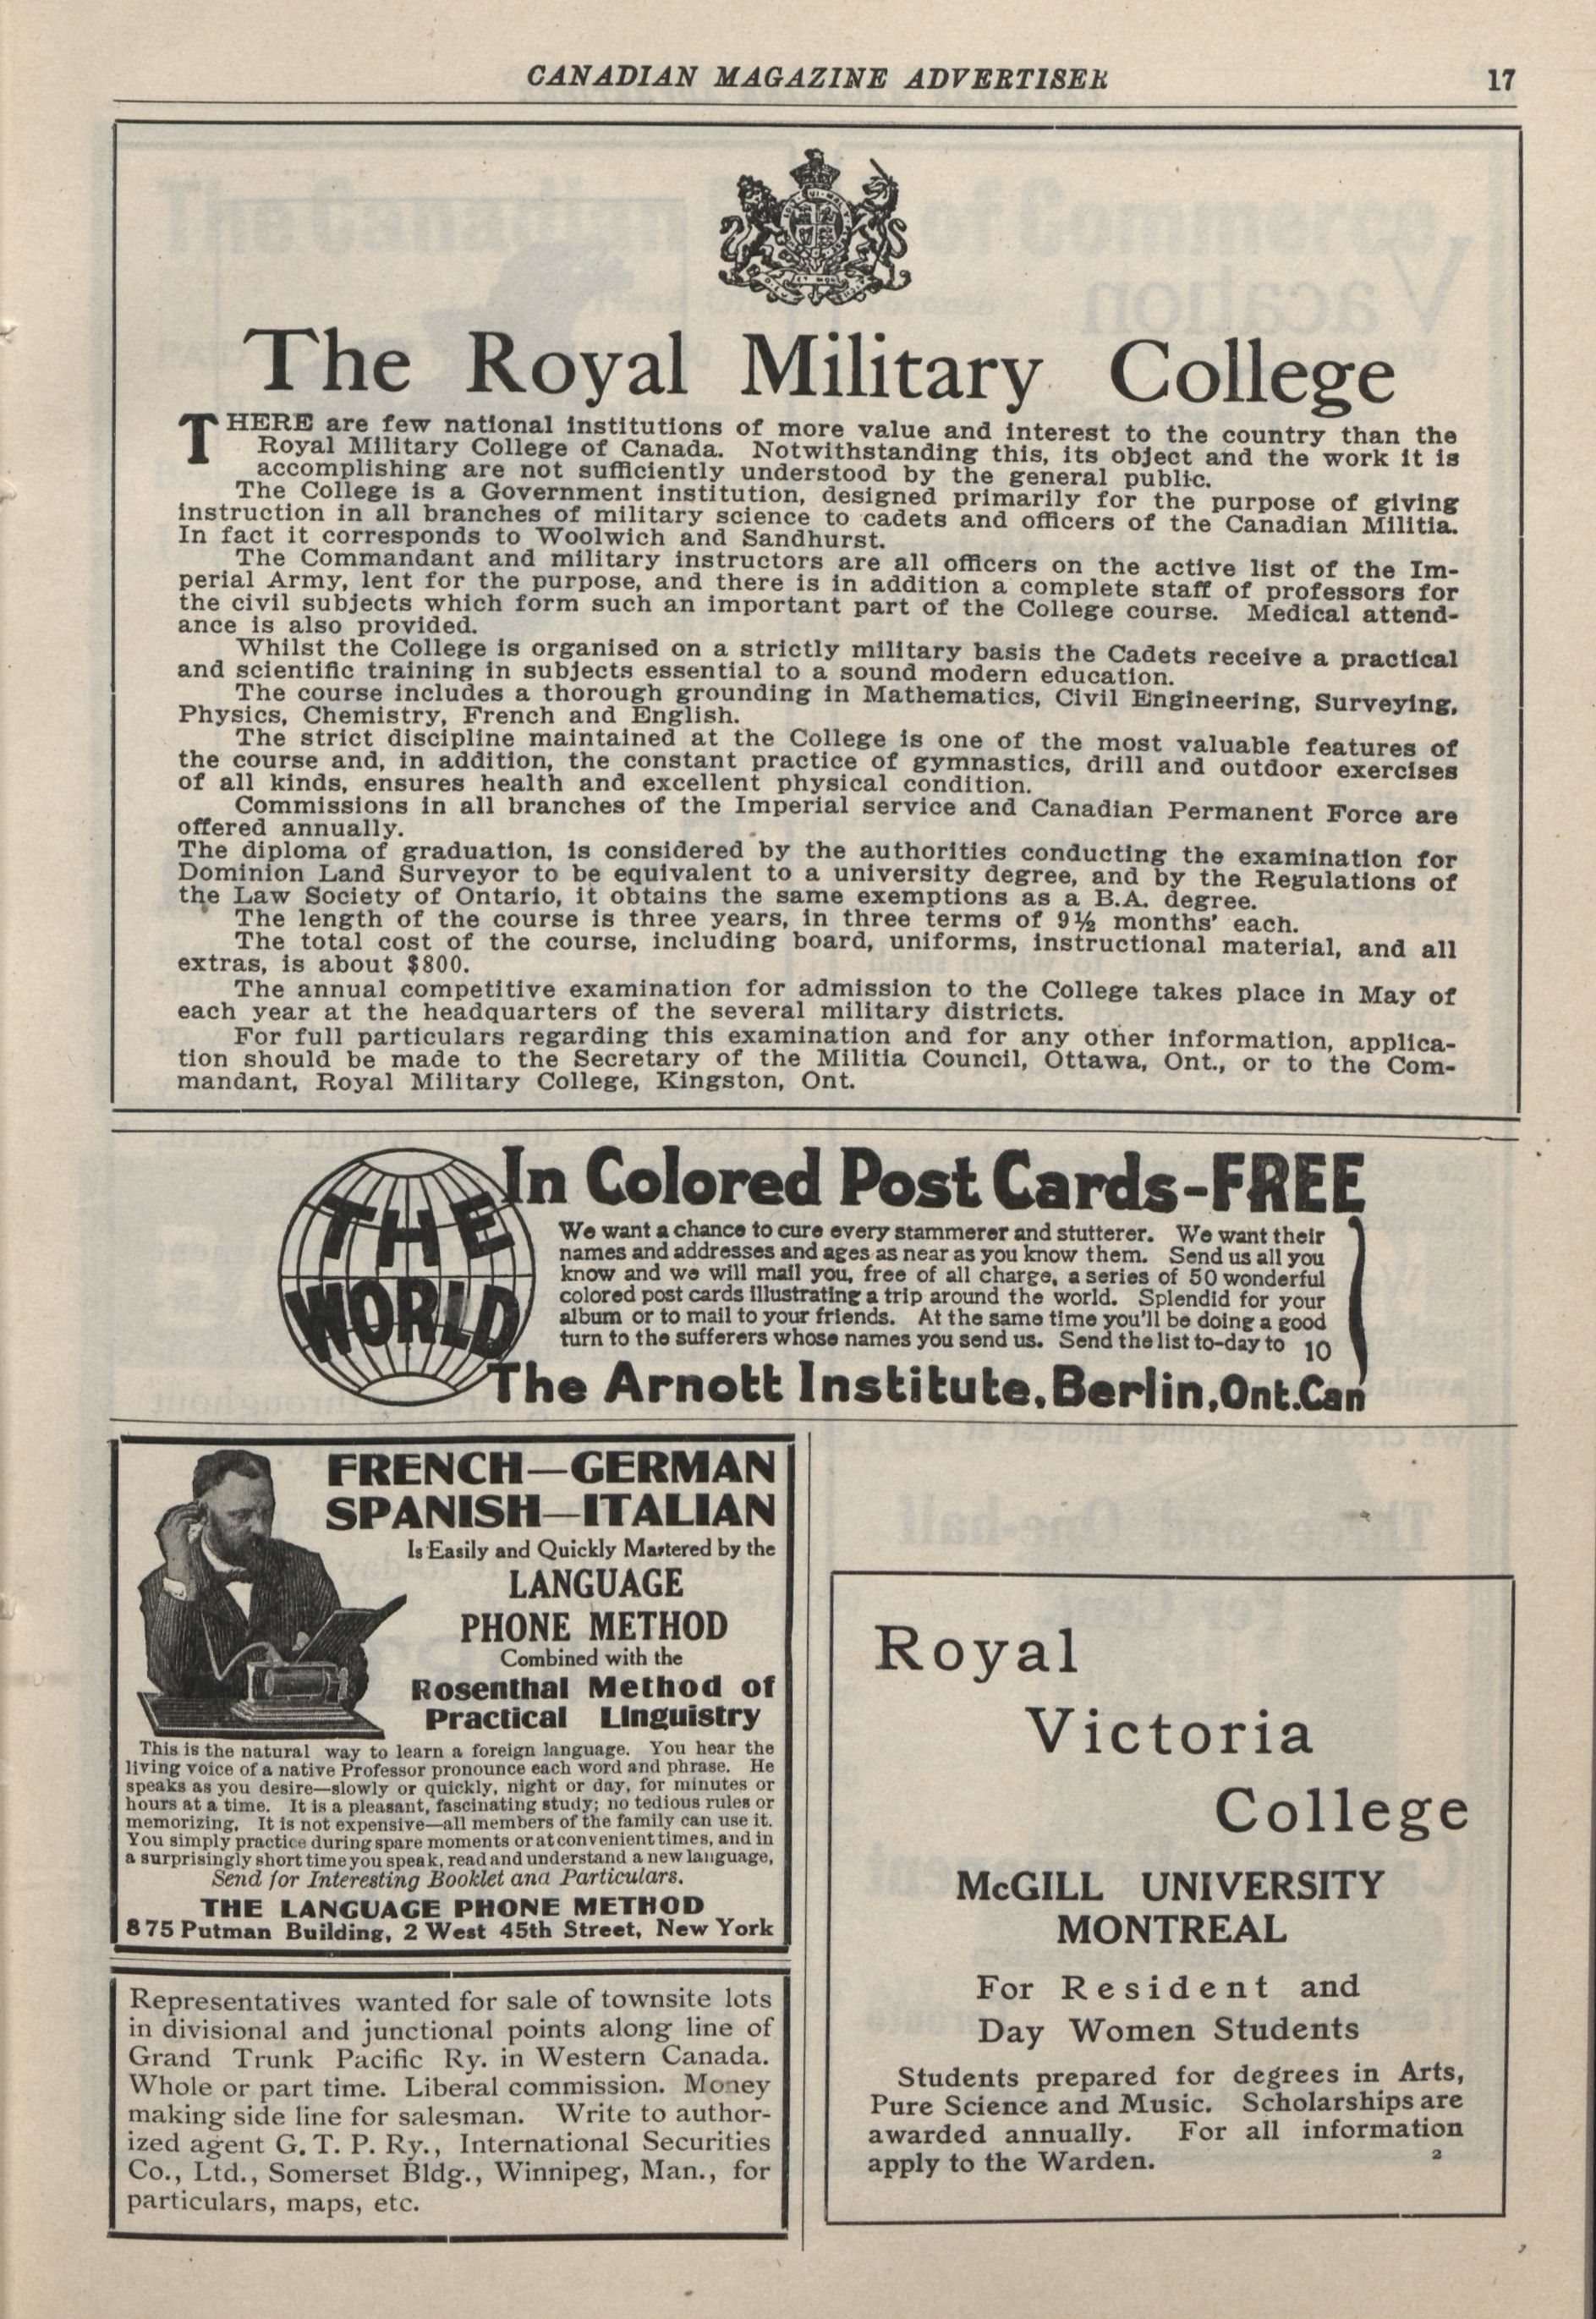 CANADIAN MAGAZINE ADVERTISER 17
The Royal Military College
THERE are few national institutions of more value and interest to the country than the
Royal Military College of Canada. Notwithstanding this, its object and the work it is
accomplishing are not sufficiently understood by the general public.
The College is a Government institution, designed primarily for the purpose of giving
instruction in all branches of military science to cadets and officers of the Canadian Militia.
In fact it corresponds to Woolwich and Sandhurst.
The Commandant and military instructors are all officers on the active list of the Im-
perial Army, lent for the purpose, and there is in addition a complete staff of professors for
the civil subjects which form such an important part of the College course. Medical attend-
ance is also provided.
Whilst the College is organised on a strictly military basis the Cadets receive a practical
and scientific training in subjects essential to a sound modern education.
The course includes a thorough grounding in Mathematics, Civil Engineering, Surveying,
Physics, Chemistry, French and English.
The strict discipline maintained at the College is one of the most valuable features of
the course and, in addition, the constant practice of gymnastics, drill and outdoor exercises
of all kinds, ensures health and excellent physical condition.
Commissions in all branches of the Imperial service and Canadian Permanent Force are
offered annually.
The diploma of graduation, is considered by the authorities conducting the examination for
Dominion Land Surveyor to be equivalent to a university degree, and by the Regulations of
the Law Society of Ontario, it obtains the same exemptions as a B.A. degree.
The length of the course is three years, in three terms of 9½ months' each.
The total cost of the course, including board, uniforms, instructional material, and all
extras, is about $800.
The annual competitive examination for admission to the College takes place in May of
each year at the headquarters of the several military districts.
For full particulars regarding this examination and for any other information, applica-
tion should be made to the Secretary of the Militia Council, Ottawa, Ont., or to the Com-
mandant, Royal Military College, Kingston, Ont.
THE
WORLD
In Colored Post Cards-FREE
We want a chance to cure every stammerer and stutterer. We want their
names and addresses and ages as near as you know them. Send us all you
know and we will mail you, free of all charge, a series of 50 wonderful
colored post cards illustrating a trip around the world. Splendid for your
album or to mail to your friends. At the same time you'll be doing a good
turn to the sufferers whose names you send us. Send the list to-day to 10
The Arnott Institute, Berlin, Ont. Can
FRENCH—GERMAN
SPANISH—ITALIAN
Is Easily and Quickly Mastered by the
LANGUAGE
PHONE METHOD
Combined with the
Rosenthal Method of
Practical Linguistry
This is the natural way to learn a foreign language. You hear the
living voice of a native Professor pronounce each word and phrase. He
speaks as you desire—slowly or quickly, night or day, for minutes or
hours at a time. It is a pleasant, fascinating study; no tedious rules or
memorizing, It is not expensive—all members of the family can use it.
You simply practice during spare moments or at convenient times, and in
a surprisingly short time you speak, read and understand a new language,
Send for Interesting Booklet and Particulars.
THE LANGUAGE PHONE METHOD
875 Putman Building, 2 West 45th Street, New York
Representatives wanted for sale of townsite lots
in divisional and junctional points along line of
Grand Trunk Pacific Ry. in Western Canada.
Whole or part time. Liberal commission. Money
making side line for salesman. Write to author-
ized agent G. T. P. Ry., International Securities
Co., Ltd., Somerset Bldg., Winnipeg, Man., for
particulars, maps, etc.
Royal
Victoria
College
McGILL UNIVERSITY
MONTREAL
For Resident and
Day Women Students
Students prepared for degrees in Arts,
Pure Science and Music. Scholarships are
awarded annually. For all information
apply to the Warden. 2